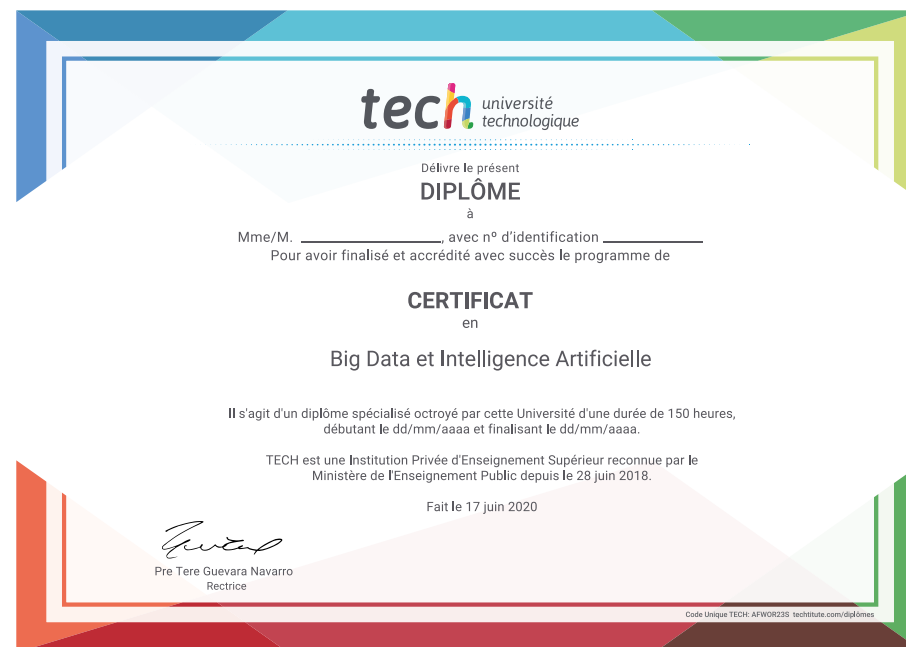 tech université
technologique
Délivre le présent
DIPLÔME
à
Mme/M. ____________________, avec nº d'identification ______________
Pour avoir finalisé et accrédité avec succès le programme de
CERTIFICAT
en
Big Data et Intelligence Artificielle
Il s'agit d'un diplôme spécialisé octroyé par cette Université d'une durée de 150 heures,
débutant le dd/mm/aaaa et finalisant le dd/mm/aaaa.
TECH est une Institution Privée d'Enseignement Supérieur reconnue par le
Ministère de l'Enseignement Public depuis le 28 juin 2018.
Fait le 17 juin 2020
Pre Tere Guevara Navarro
Rectrice
Code Unique TECH: AFWOR23S techtitute.com/diplômes